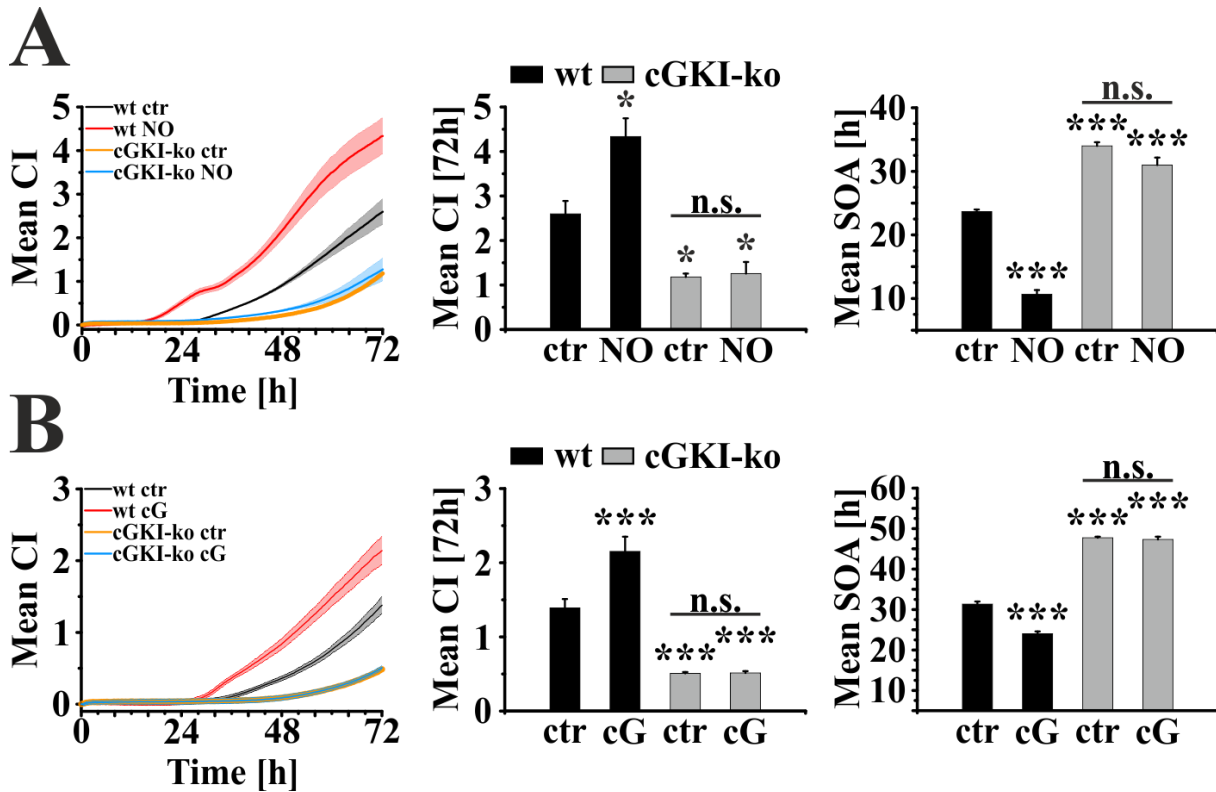 A
wt ctr
wt NO
cGKI-ko ctr
cGKI-ko NO
Mean CI
5
4
3
2
1
0
0 24 48 72
Time [h]
wt cGKI-ko
Mean CI [72h]
5
4
3
2
1
0
*
n.s.
* *
ctr NO ctr NO
Mean SOA [h]
40
30
20
10
n.s.
***
*** ***
ctr NO ctr NO
B
wt ctr
wt cG
cGKI-ko ctr
cGKI-ko cG
Mean CI
3
2
1
0
0 24 48 72
Time [h]
wt cGKI-ko
Mean CI [72h]
3
2
1
0
***
n.s.
*** ***
ctr cG ctr cG
Mean SOA [h]
60
50
40
30
20
10
n.s.
***
*** ***
ctr cG ctr cG